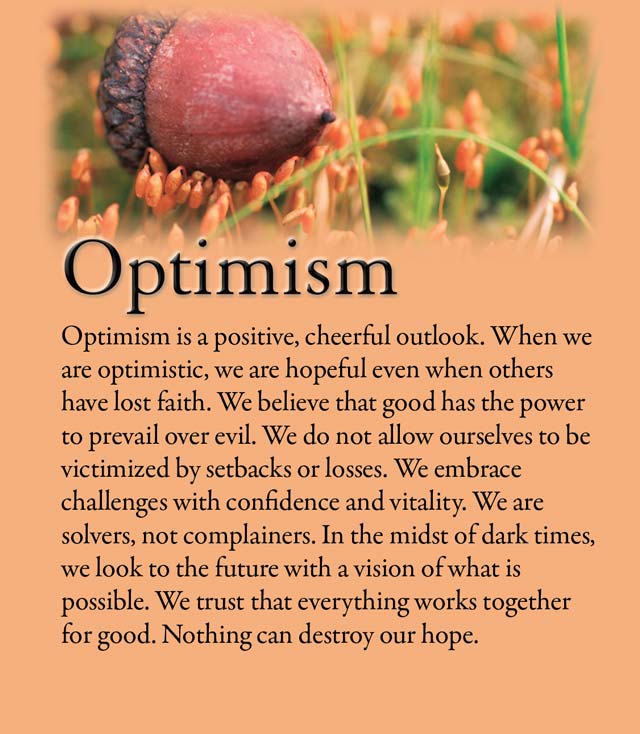 Optimism
Optimism is a positive, cheerful outlook. When we
are optimistic, we are hopeful even when others
have lost faith. We believe that good has the power
to prevail over evil. We do not allow ourselves to be
victimized by setbacks or losses. We embrace
challenges with confidence and vitality. We are
solvers, not complainers. In the midst of dark times,
we look to the future with a vision of what is
possible. We trust that everything works together
for good. Nothing can destroy our hope.